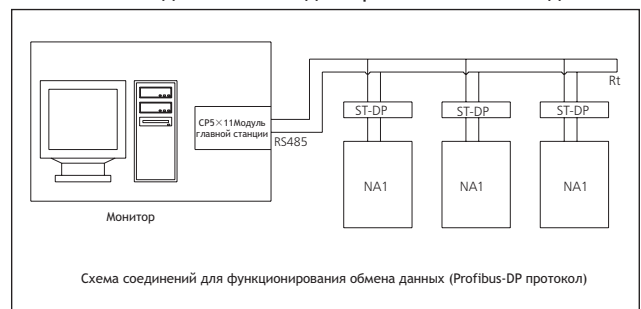 Rt
ST-DP ST-DP ST-DP
CP5×11Модуль
главной станции
RS485
NA1 NA1 NA1
Монитор
Схема соединений для функционирования обмена данных (Profibus-DP протокол)